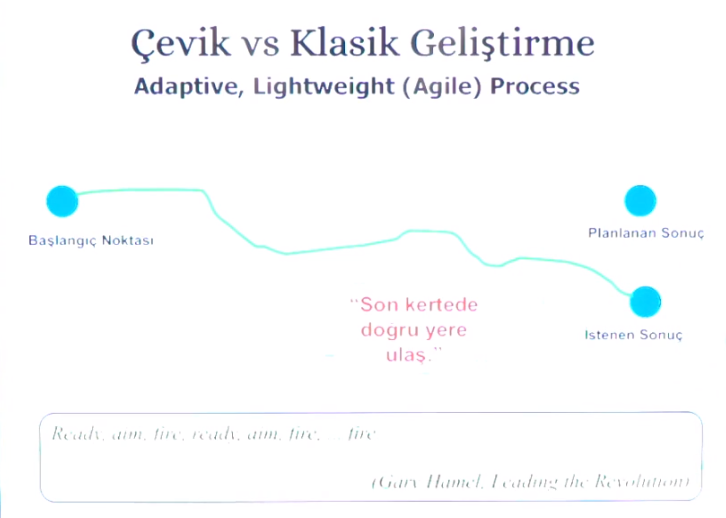 Çevik vs Klasik Geliştirme
Adaptive, Lightweight (Agile) Process
Başlangıç Noktası
Planlanan Sonuç
"Son kertede
dogru yere
ulaş."
Istenen Sonuç
Ready, aim, fire, ready, aim, fire, ... fire
(Gary Hamel, Leading the Revolution)